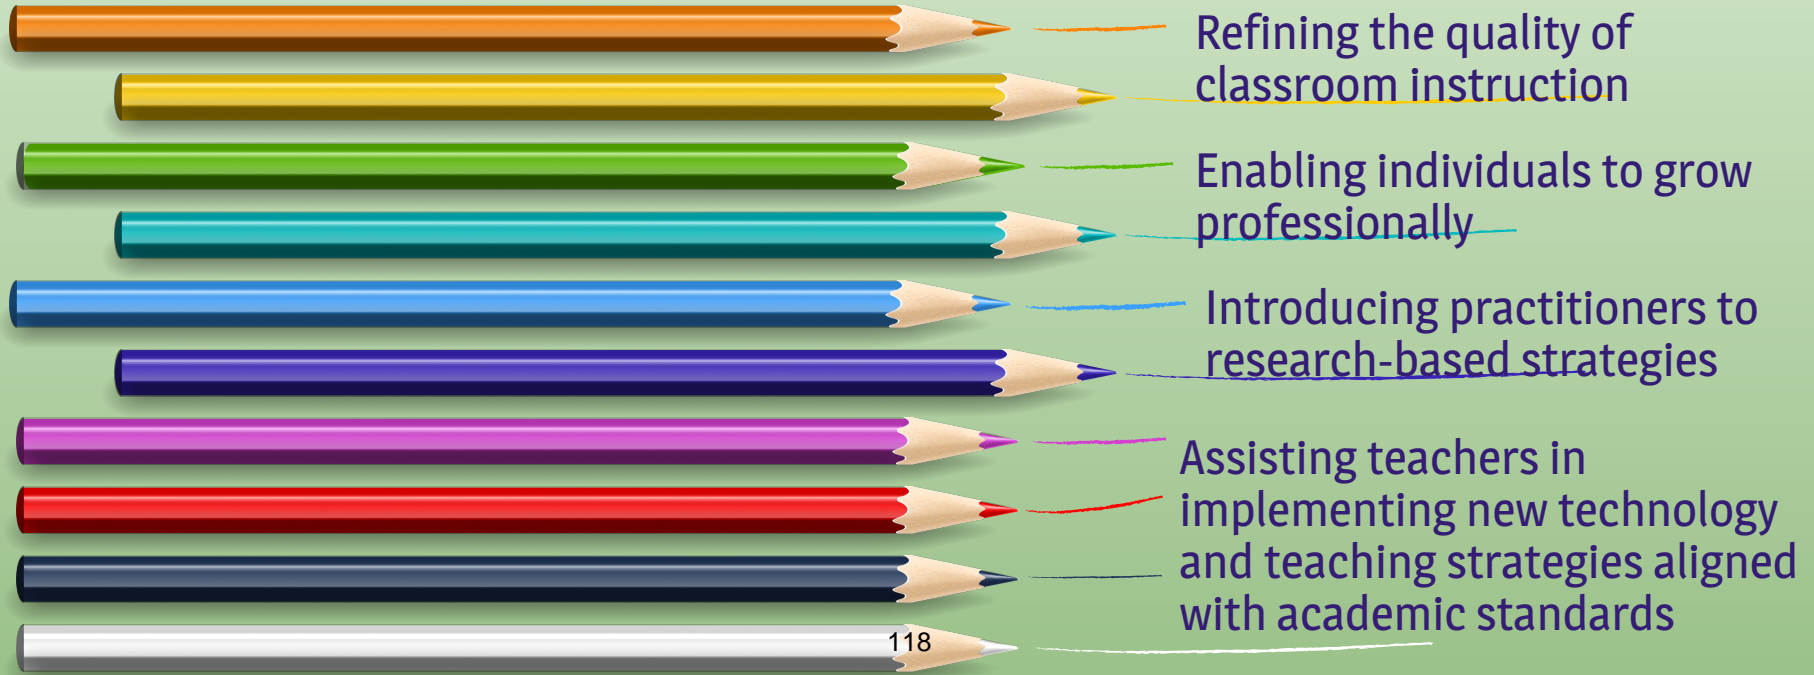 Refining the quality of
classroom instruction
Enabling individuals to grow
professionally
Introducing practitioners to
research-based strategies
Assisting teachers in
implementing new technology
and teaching strategies aligned
with academic standards
118